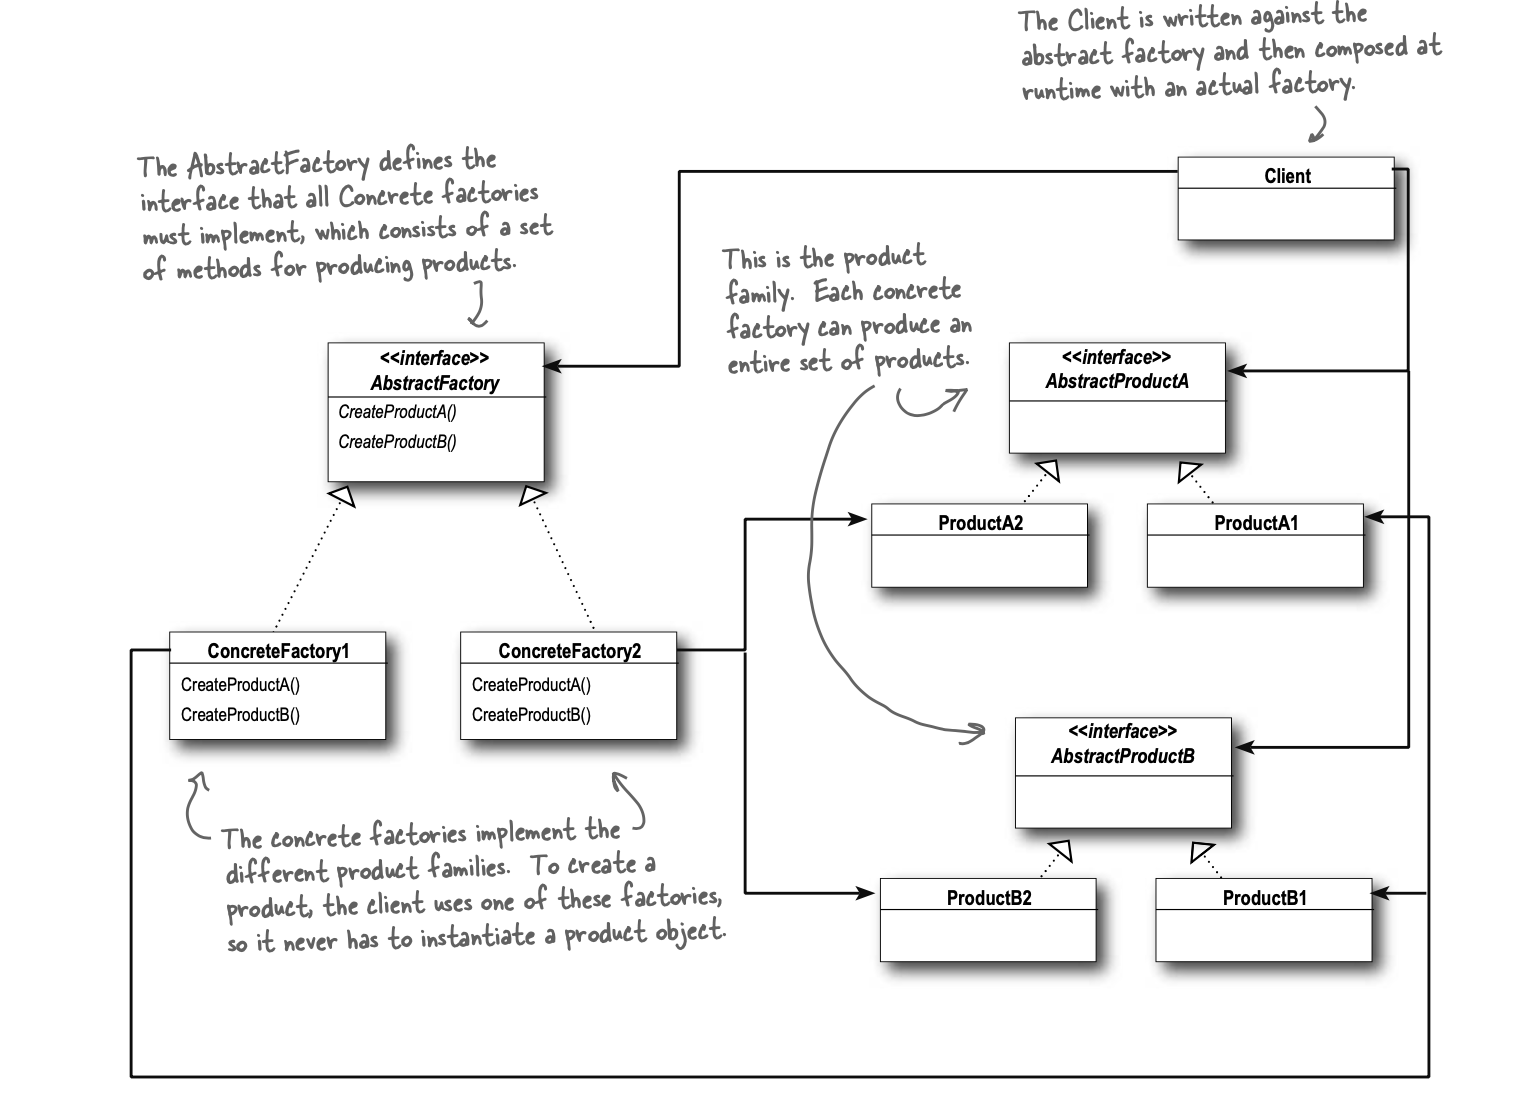 The Client is written against the
abstract factory and then composed at
runtime with an actual factory.
The AbstractFactory defines the
interface that all Concrete factories
must implement, which consists of a set
of methods for producing products.
Client
This is the product
family. Each concrete
factory can produce an
entire set of products.
<<interface>>
AbstractFactory
CreateProductA()
CreateProductB()
<<interface>>
AbstractProductA
ProductA2
ProductA1
ConcreteFactory1
CreateProductA()
CreateProductB()
ConcreteFactory2
CreateProductA()
CreateProductB()
<<interface>>
AbstractProductB
ProductB2
ProductB1
The concrete factories implement the
different product families. To create a
product, the client uses one of these factories,
so it never has to instantiate a product object.